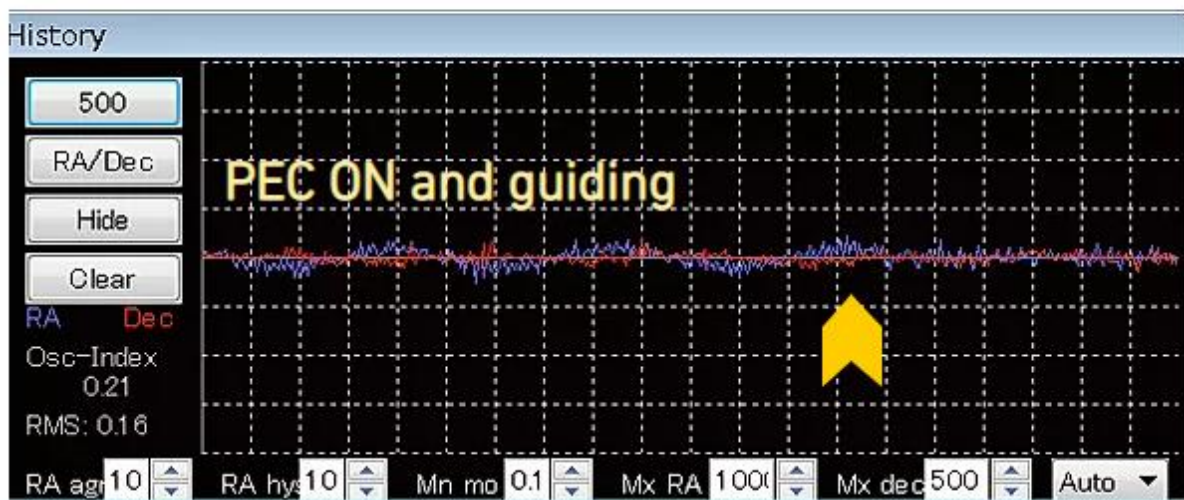 History
500
RA/Dec
PEC ON and guiding
Hide
Clear
RA Dec
Osc-Index
0.21
RMS: 0.16
RA agr 10 RA hys 10 Mn mo 0.1 Mx RA 100 Mx dec 500 Auto